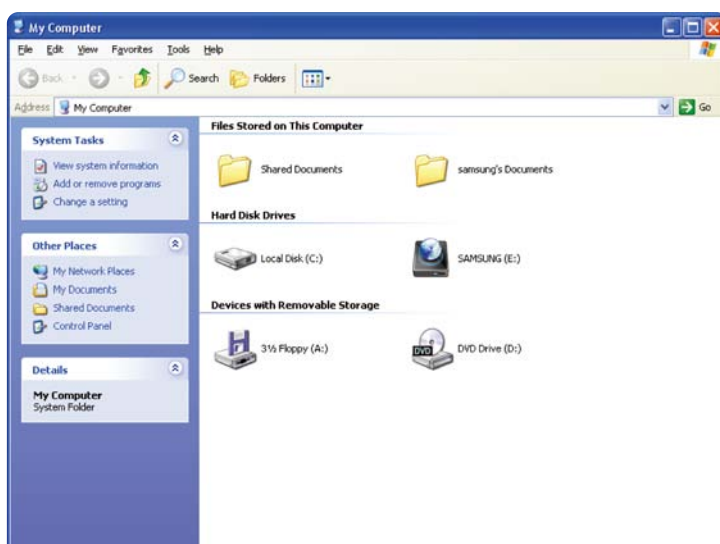 My Computer
File Edit View Favorites Tools Help
Back Search Folders
Address My Computer Go
System Tasks
View system information
Add or remove programs
Change a setting
Other Places
My Network Places
My Documents
Shared Documents
Control Panel
Details
My Computer
System Folder
Files Stored on This Computer
Shared Documents samsung's Documents
Hard Disk Drives
Local Disk (C:) SAMSUNG (E:)
Devices with Removable Storage
3½ Floppy (A:) DVD DVD Drive (D:)